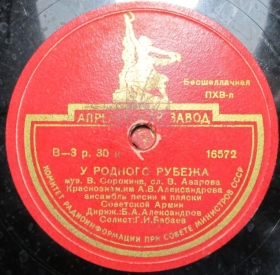 Бесшеллачная
ПХВ-п
АПРЕ ЗАВОД
В-3 р. 30 к
16572
У РОДНОГО РУБЕЖА
муз. В. Сорокина, сл. В. Азарова
Краснознам.им А.В.Александрова
ансамбль песни и пляски
Советской Армии
Дириж.: Б.А.Александров
Солист: Г.И.Бабаев
КОМИТЕТ РАДИОИНФОРМАЦИИ ПРИ СОВЕТЕ МИНИСТРОВ СССР